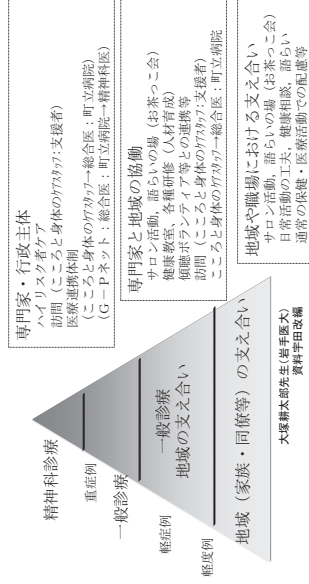 精神科診療
重症例
一般診療
軽症例
軽度例
一般診療
地域の支え合い
地域（家族・同僚等）の支え合い
大塚耕太郎先生(岩手医大)
資料宇田改編
専門家・行政主体
ハイリスク者ケア
訪問（こころと身体のｹｱｽﾀｯﾌ:支援者）
医療連携体制
（こころと身体のｹｱｽﾀｯﾌ→総合医：町立病院）
（Ｇ－Ｐネット：総合医：町立病院→精神科医）
専門家と地域の協働
サロン活動，語らいの場（お茶っこ会）
健康教室、各種研修（人材育成）
傾聴ボランティア等との連携等
訪問（こころと身体のｹｱｽﾀｯﾌ:支援者）
こころと身体のｹｱｽﾀｯﾌ→総合医：町立病院
地域や職場における支え合い
サロン活動，語らいの場（お茶っこ会）
日常活動の工夫，健康相談，語らい
通常の保健・医療活動での配慮等